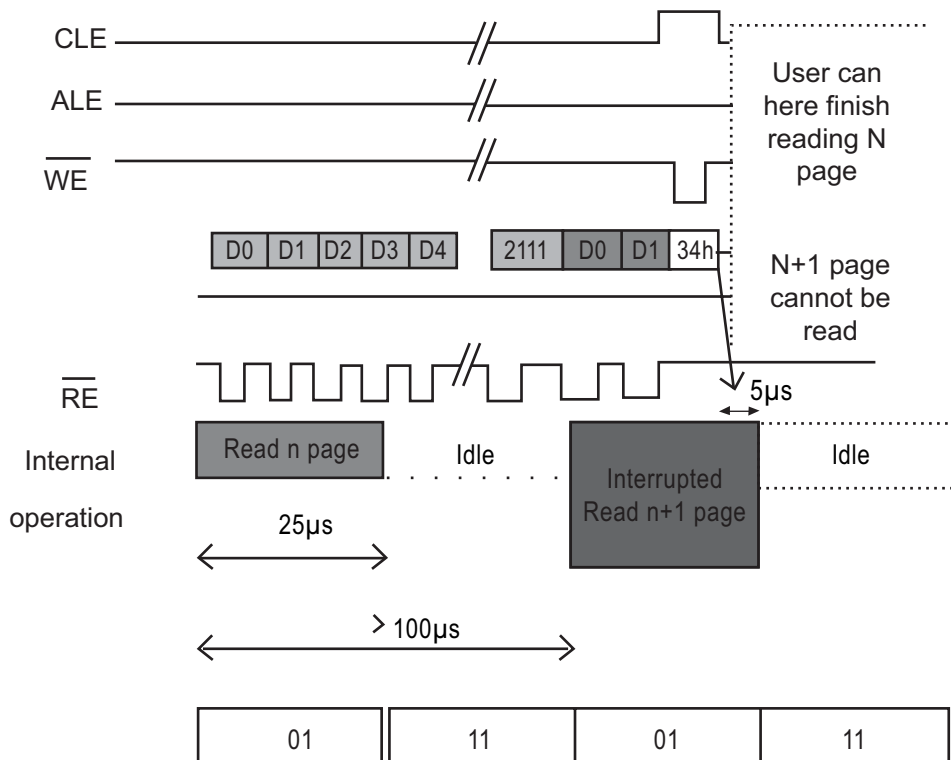 CLE
ALE
WE
User can
here finish
reading N
page
D0 D1 D2 D3 D4 2111 D0 D1 34h
N+1 page
cannot be
read
RE
5µs
Internal
operation
Read n page
Idle
Interrupted
Read n+1 page
Idle
25µs
> 100µs
01 11 01 11